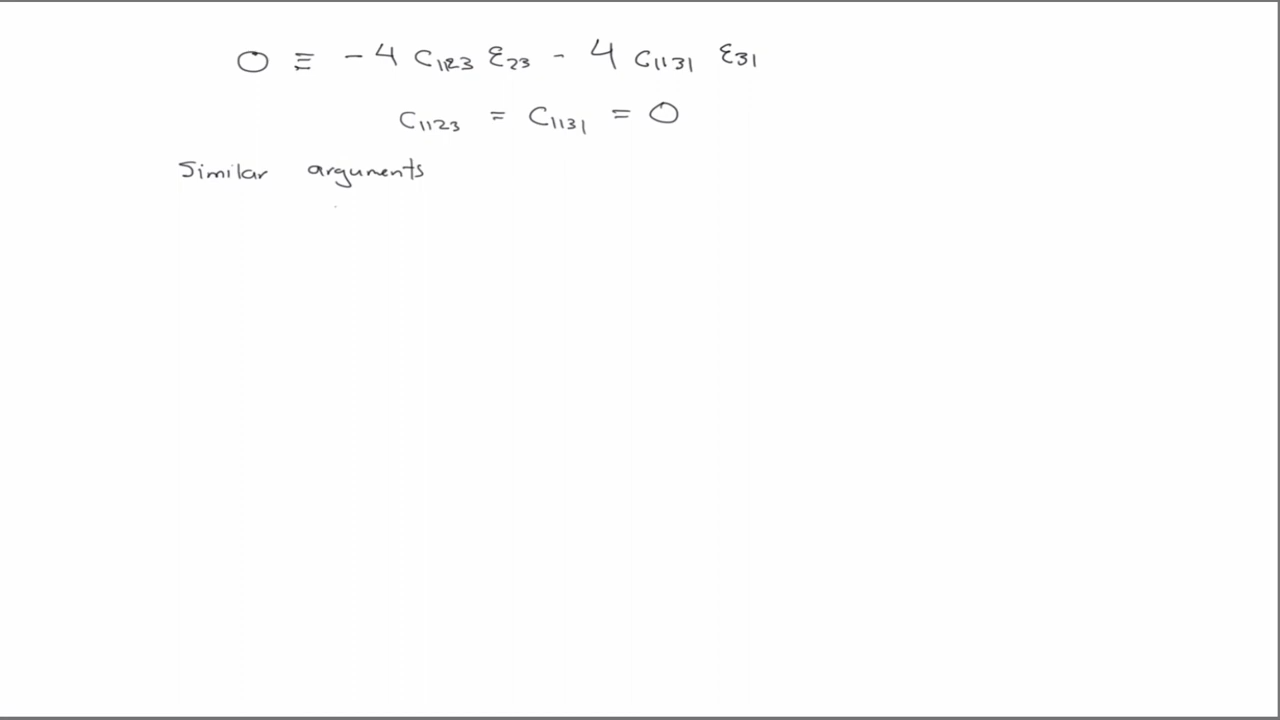 0 ≡ - 4 C₁₁₂₃ ε₂₃ - 4 C₁₁₃₁ ε₃₁
C₁₁₂₃ = C₁₁₃₁ = 0
Similar arguments